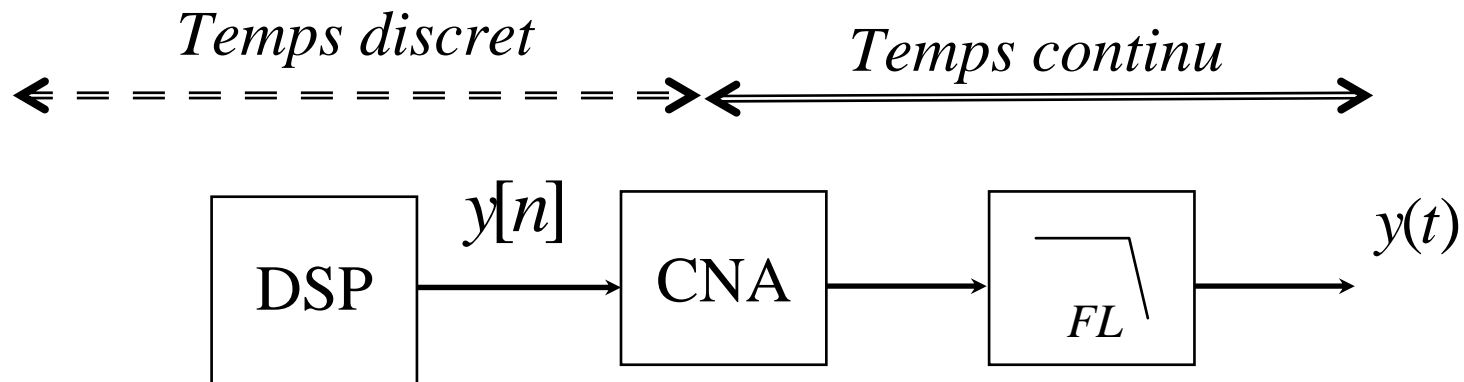 Temps discret
Temps continu
y[n]
y(t)
DSP
CNA
FL